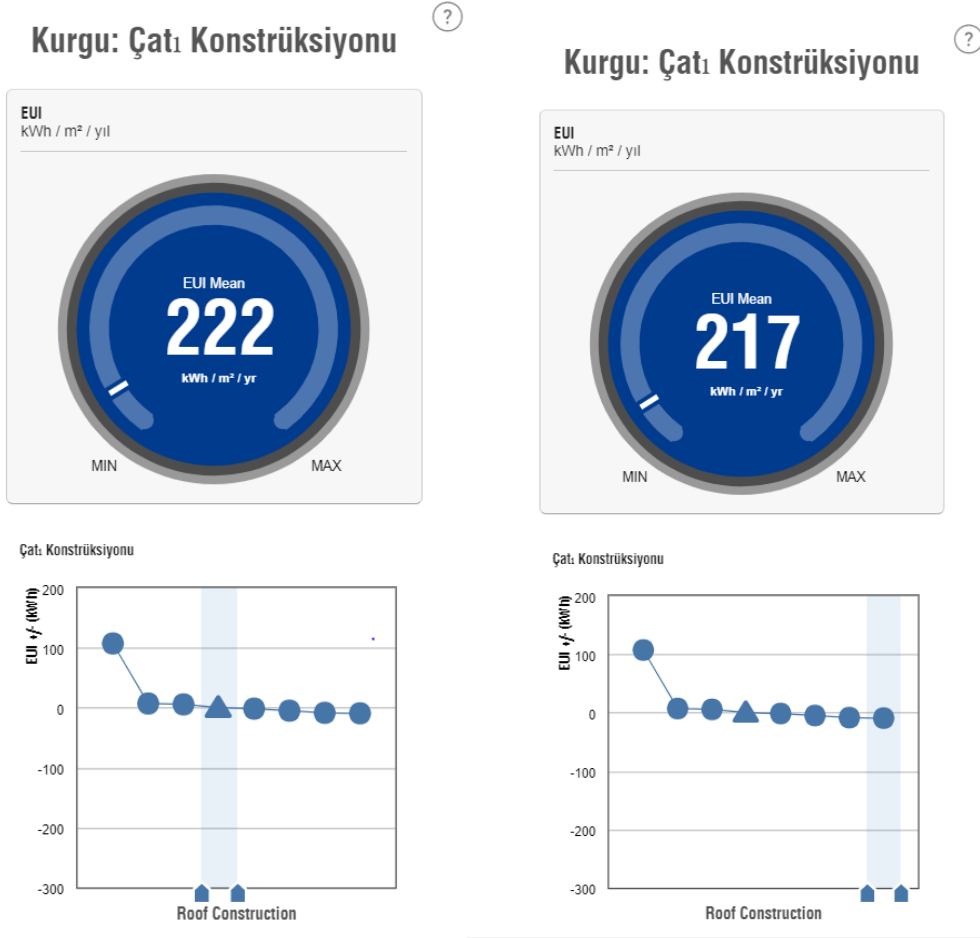 ?
Kurgu: Çatı Konstrüksiyonu
EUI
kWh / m² / yıl
EUI Mean
222
kWh / m² / yr
MIN
MAX
Çatı Konstrüksiyonu
EUI +/- (kWh)
200
100
0
-100
-200
-300
Roof Construction
?
Kurgu: Çatı Konstrüksiyonu
EUI
kWh / m² / yıl
EUI Mean
217
kWh / m² / yr
MIN
MAX
Çatı Konstrüksiyonu
EUI +/- (kWh)
200
100
0
-100
-200
-300
Roof Construction